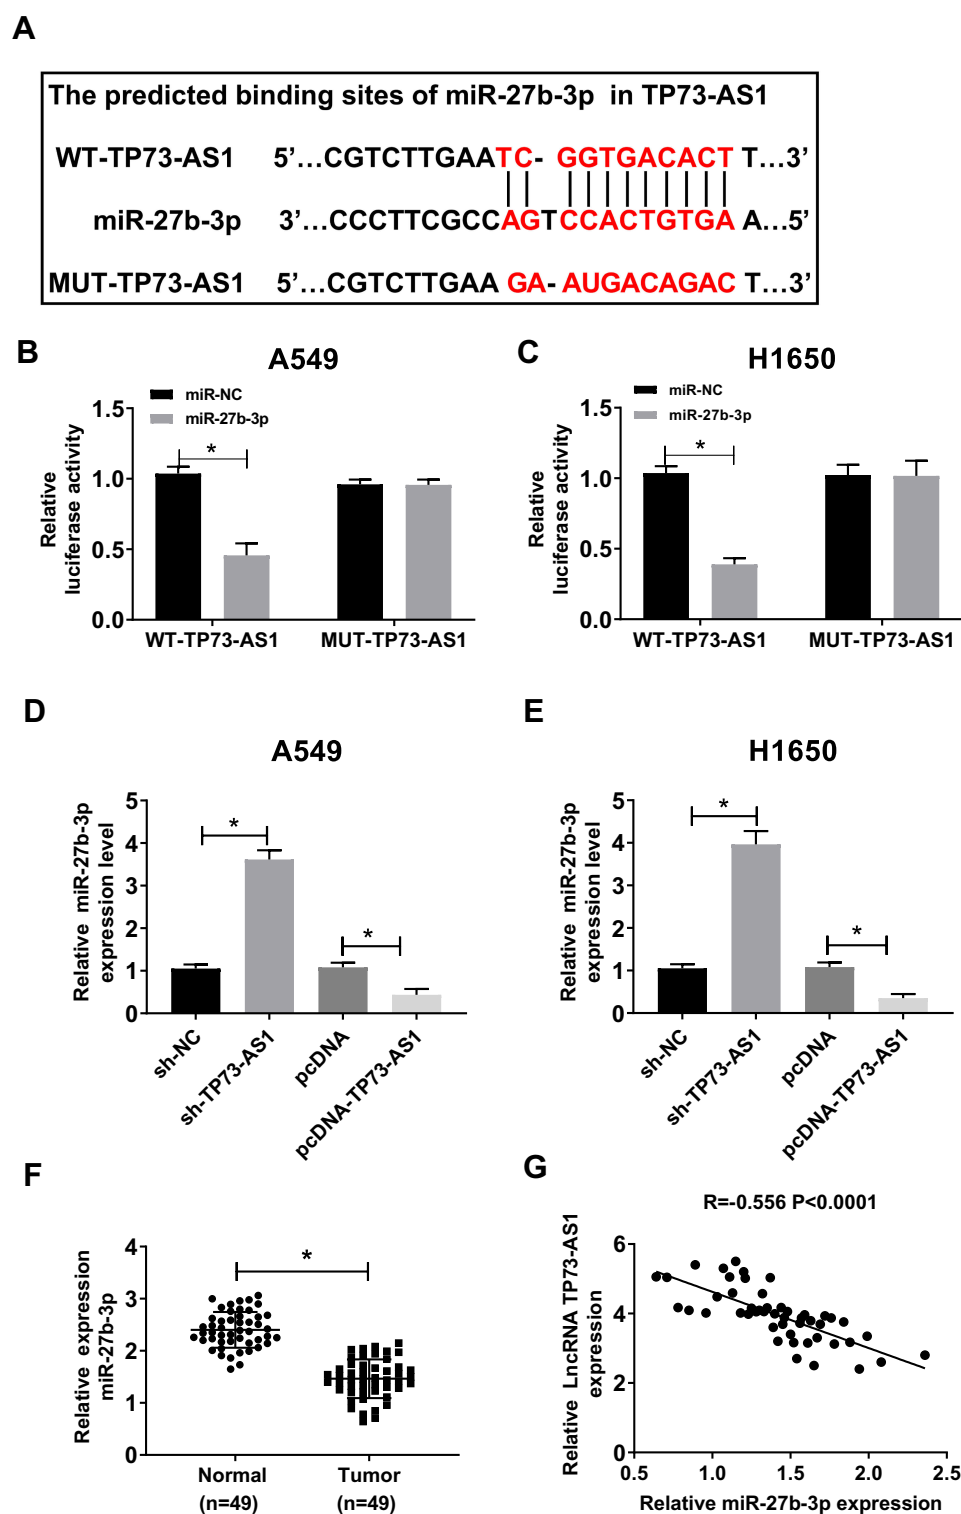 A
The predicted binding sites of miR-27b-3p in TP73-AS1
WT-TP73-AS1 5’...CGTCTTGAATC- GGTGACACT T...3’
miR-27b-3p 3’...CCCTTCGCCAGTCCACTGTGA A...5’
MUT-TP73-AS1 5’...CGTCTTGAA GA- AUGACAGAC T...3’
B
A549
miR-NC
miR-27b-3p
Relative
luciferase activity
1.5
1.0
0.5
0.0
*
WT-TP73-AS1 MUT-TP73-AS1
C
H1650
miR-NC
miR-27b-3p
Relative
luciferase activity
1.5
1.0
0.5
0.0
*
WT-TP73-AS1 MUT-TP73-AS1
D
A549
Relative miR-27b-3p
expression level
5
4
3
2
1
0
*
*
sh-NC
sh-TP73-AS1
pcDNA
pcDNA-TP73-AS1
E
H1650
Relative miR-27b-3p
expression level
5
4
3
2
1
0
*
*
sh-NC
sh-TP73-AS1
pcDNA
pcDNA-TP73-AS1
F
Relative expression
miR-27b-3p
4
3
2
1
0
*
Normal Tumor
(n=49) (n=49)
G
R=-0.556 P<0.0001
Relative LncRNA TP73-AS1
expression
6
4
2
0
0.5 1.0 1.5 2.0 2.5
Relative miR-27b-3p expression